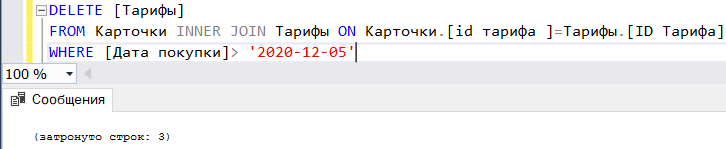 DELETE [Тарифы]
FROM Карточки INNER JOIN Тарифы ON Карточки.[id тарифа ]=Тарифы.[ID Тарифа]
WHERE [Дата покупки]> '2020-12-05'
100 %
Сообщения
(затронуто строк: 3)